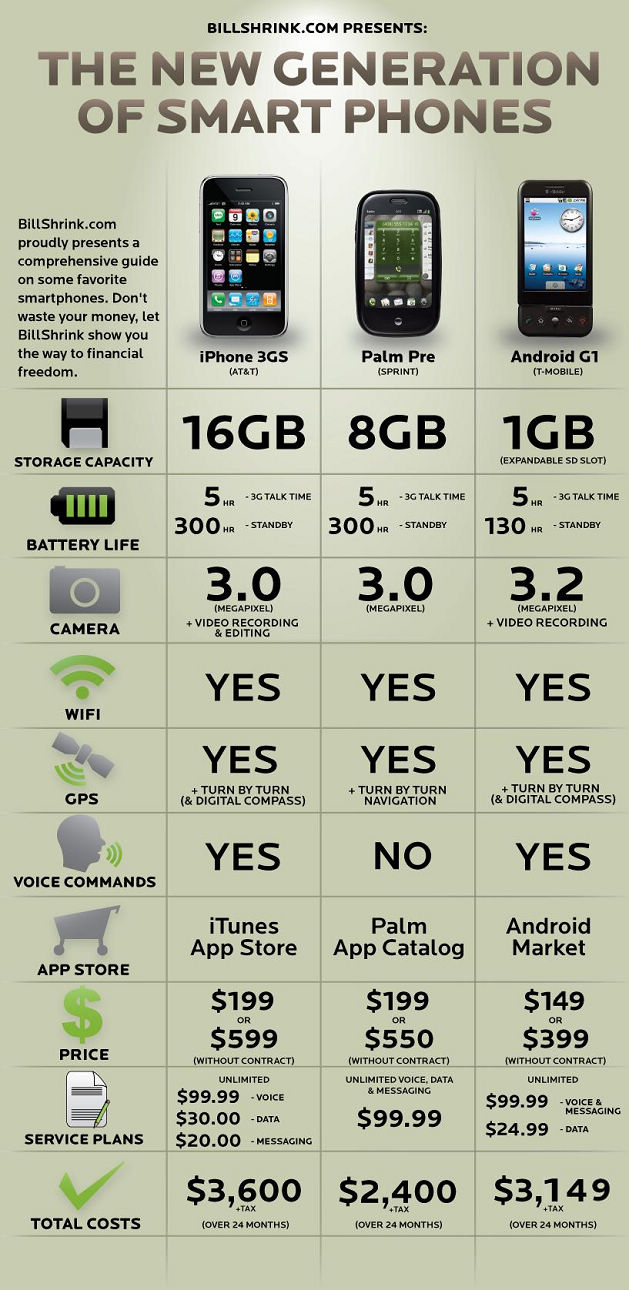 BILLSHRINK.COM PRESENTS:
THE NEW GENERATION
OF SMART PHONES
BillShrink.com
proudly presents a
comprehensive guide
on some favorite
smartphones. Don't
waste your money, let
BillShrink show you
the way to financial
freedom.
iPhone 3GS
(AT&T)
Palm Pre
(SPRINT)
Android G1
(T-MOBILE)
STORAGE CAPACITY
16GB
8GB
1GB
(EXPANDABLE SD SLOT)
BATTERY LIFE
5 HR - 3G TALK TIME
300 HR - STANDBY
5 HR - 3G TALK TIME
300 HR - STANDBY
5 HR - 3G TALK TIME
130 HR - STANDBY
CAMERA
3.0
(MEGAPIXEL)
+ VIDEO RECORDING
& EDITING
3.0
(MEGAPIXEL)
3.2
(MEGAPIXEL)
+ VIDEO RECORDING
WIFI
YES
YES
YES
GPS
YES
+ TURN BY TURN
(& DIGITAL COMPASS)
YES
+ TURN BY TURN
NAVIGATION
YES
+ TURN BY TURN
(& DIGITAL COMPASS)
VOICE COMMANDS
YES
NO
YES
APP STORE
iTunes
App Store
Palm
App Catalog
Android
Market
PRICE
$199
OR
$599
(WITHOUT CONTRACT)
$199
OR
$550
(WITHOUT CONTRACT)
$149
OR
$399
(WITHOUT CONTRACT)
SERVICE PLANS
UNLIMITED
$99.99 - VOICE
$30.00 - DATA
$20.00 - MESSAGING
UNLIMITED VOICE, DATA
& MESSAGING
$99.99
UNLIMITED
$99.99 - VOICE &
MESSAGING
$24.99 - DATA
TOTAL COSTS
$3,600
+TAX
(OVER 24 MONTHS)
$2,400
+TAX
(OVER 24 MONTHS)
$3,149
+TAX
(OVER 24 MONTHS)